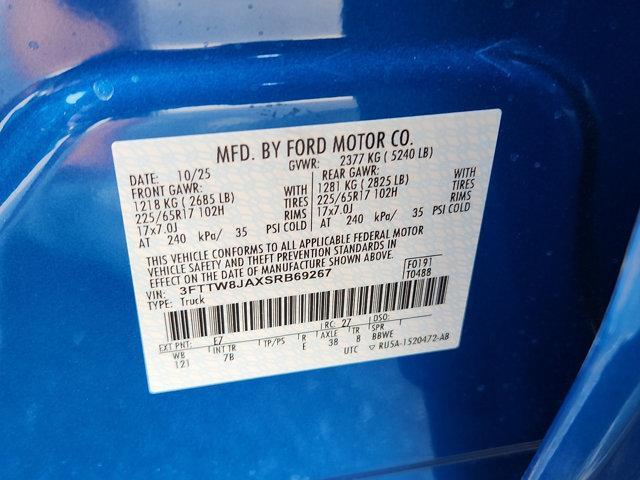 MFD. BY FORD MOTOR CO.
DATE: 10/25 GVWR: 2377 KG ( 5240 LB)
FRONT GAWR: REAR GAWR:
1218 KG ( 2685 LB) WITH 1281 KG ( 2825 LB) WITH
225/65R17 102H TIRES 225/65R17 102H TIRES
17x7.0J RIMS 17x7.0J RIMS
AT 240 kPa/ 35 PSI COLD AT 240 kPa/ 35 PSI COLD
THIS VEHICLE CONFORMS TO ALL APPLICABLE FEDERAL MOTOR
VEHICLE SAFETY AND THEFT PREVENTION STANDARDS IN
EFFECT ON THE DATE OF MANUFACTURE SHOWN ABOVE.
VIN: 3FTTW8JAXSRB69267 F0191
TYPE: Truck T0488
EXT PNT: E7 RC: 27 DSO:
WB INT TR TP/PS R AXLE TR SPR
121 7B E 38 8 BBWE
UTC ▽ RU5A-1520472-AB